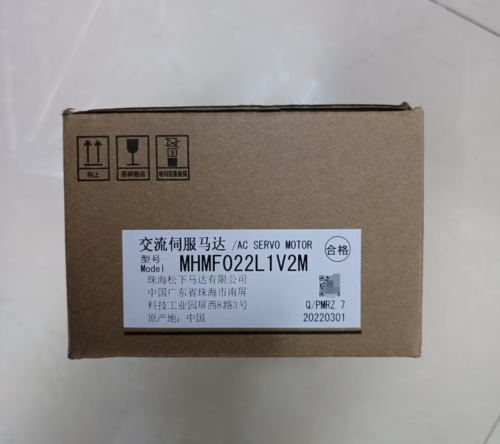 向上
易碎物品
交流伺服马达 /AC SERVO MOTOR
合格
型号
Model MHMF022L1V2M
珠海松下马达有限公司
中国广东省珠海市南屏
科技工业园屏西8路3号
原产地: 中国
Q/PMRZ 7
20220301